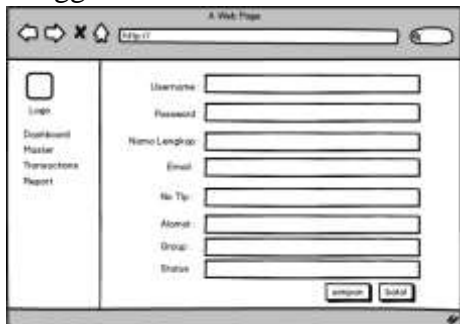 A Web Page
http://
Logo
Dashboard
Master
Transactions
Report
Username
Password
Nama Lengkap
Email
No Tlp
Alamat
Group
Status
simpan
batal